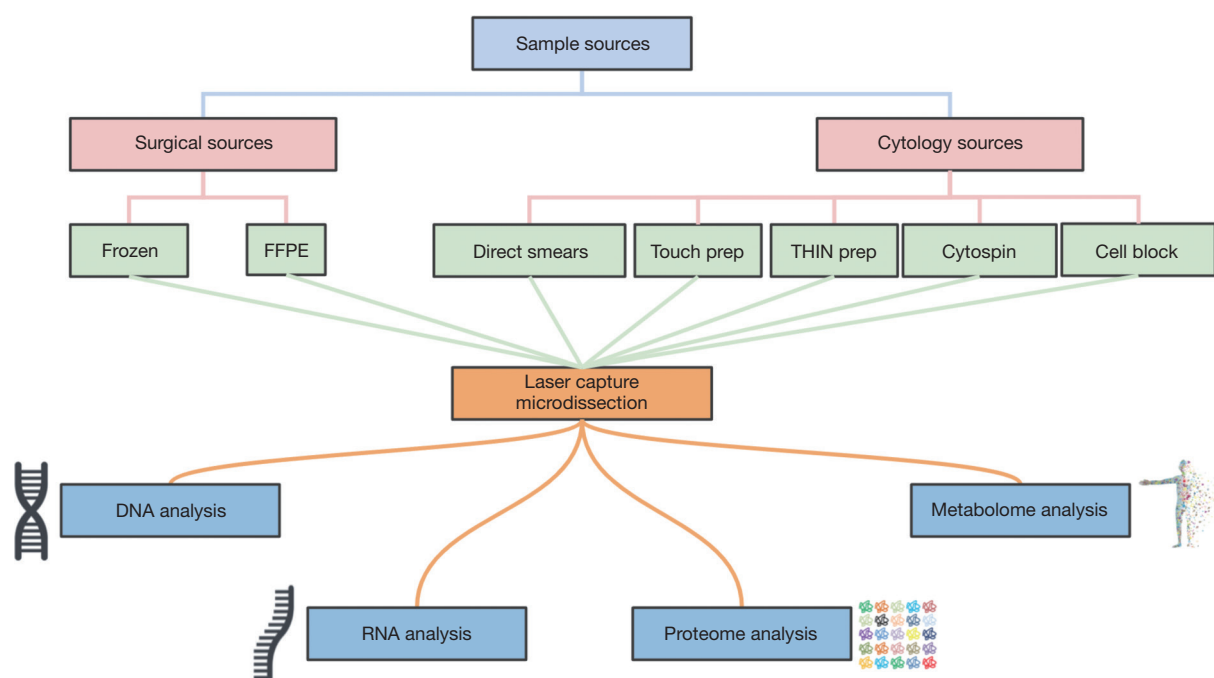 Sample sources
Surgical sources
Cytology sources
Frozen
FFPE
Direct smears
Touch prep
THIN prep
Cytospin
Cell block
Laser capture
microdissection
DNA analysis
Metabolome analysis
RNA analysis
Proteome analysis